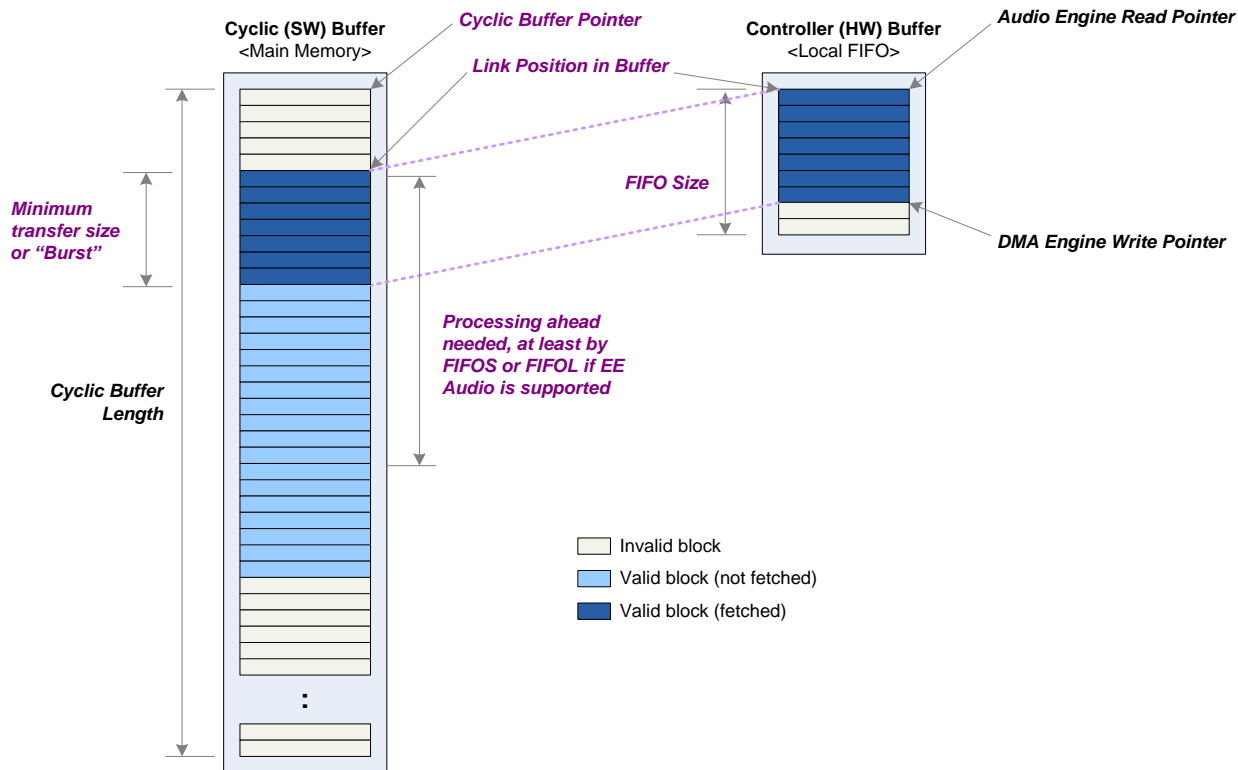 Cyclic (SW) Buffer
<Main Memory>
Cyclic Buffer Pointer
Link Position in Buffer
Controller (HW) Buffer
<Local FIFO>
Audio Engine Read Pointer
Minimum
transfer size
or “Burst”
FIFO Size
DMA Engine Write Pointer
Processing ahead
needed, at least by
FIFOS or FIFOL if EE
Audio is supported
Cyclic Buffer
Length
Invalid block
Valid block (not fetched)
Valid block (fetched)
: